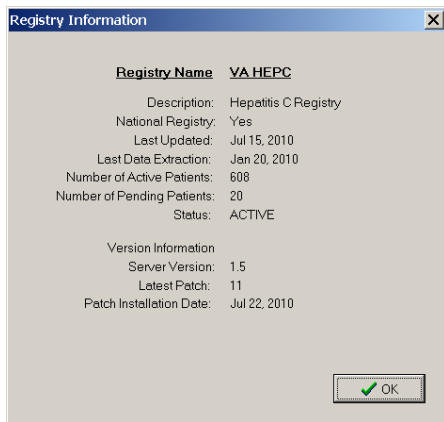 Registry Information
Registry Name VA HEPC
Description: Hepatitis C Registry
National Registry: Yes
Last Updated: Jul 15, 2010
Last Data Extraction: Jan 20, 2010
Number of Active Patients: 608
Number of Pending Patients: 20
Status: ACTIVE
Version Information
Server Version: 1.5
Latest Patch: 11
Patch Installation Date: Jul 22, 2010
OK